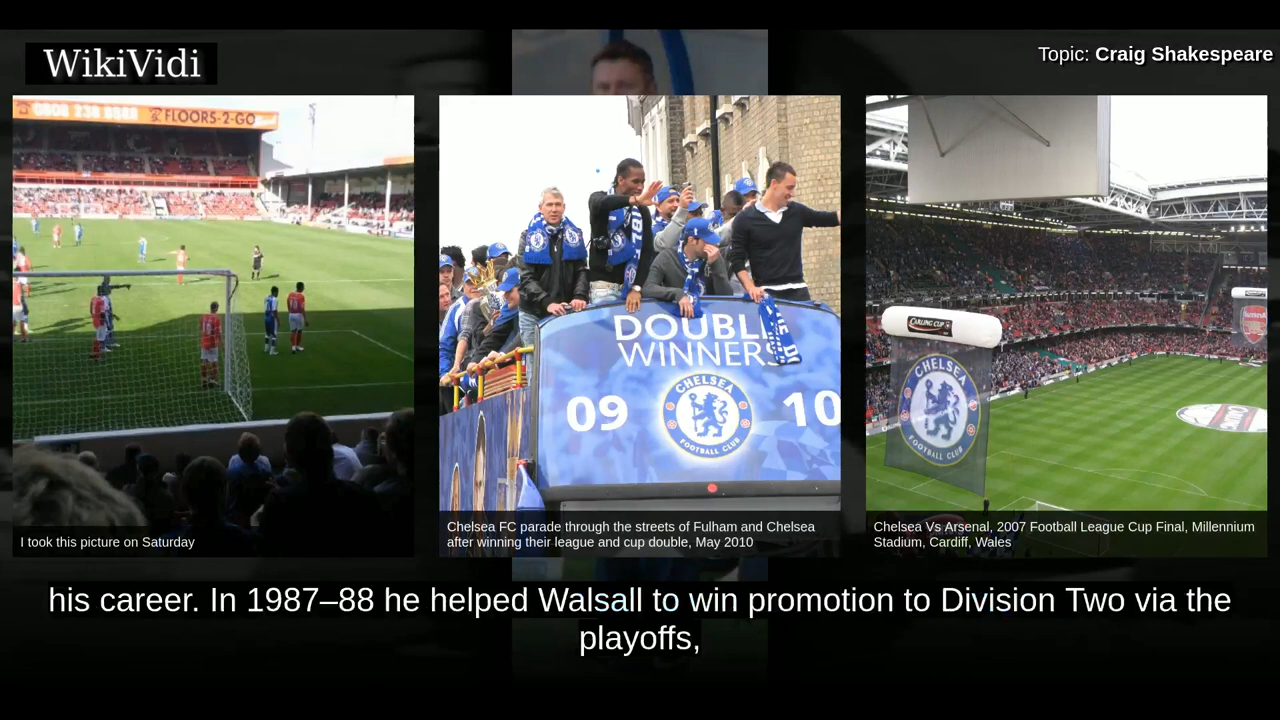 WikiVidi
Topic: Craig Shakespeare
0808 238 8888 FLOORS-2-GO
DOUBLE
WINNERS
09
10
CHELSEA
FOOTBALL CLUB
CARLING CUP
CHELSEA
FOOTBALL CLUB
I took this picture on Saturday
Chelsea FC parade through the streets of Fulham and Chelsea
after winning their league and cup double, May 2010
Chelsea Vs Arsenal, 2007 Football League Cup Final, Millennium
Stadium, Cardiff, Wales
his career. In 1987–88 he helped Walsall to win promotion to Division Two via the
playoffs,